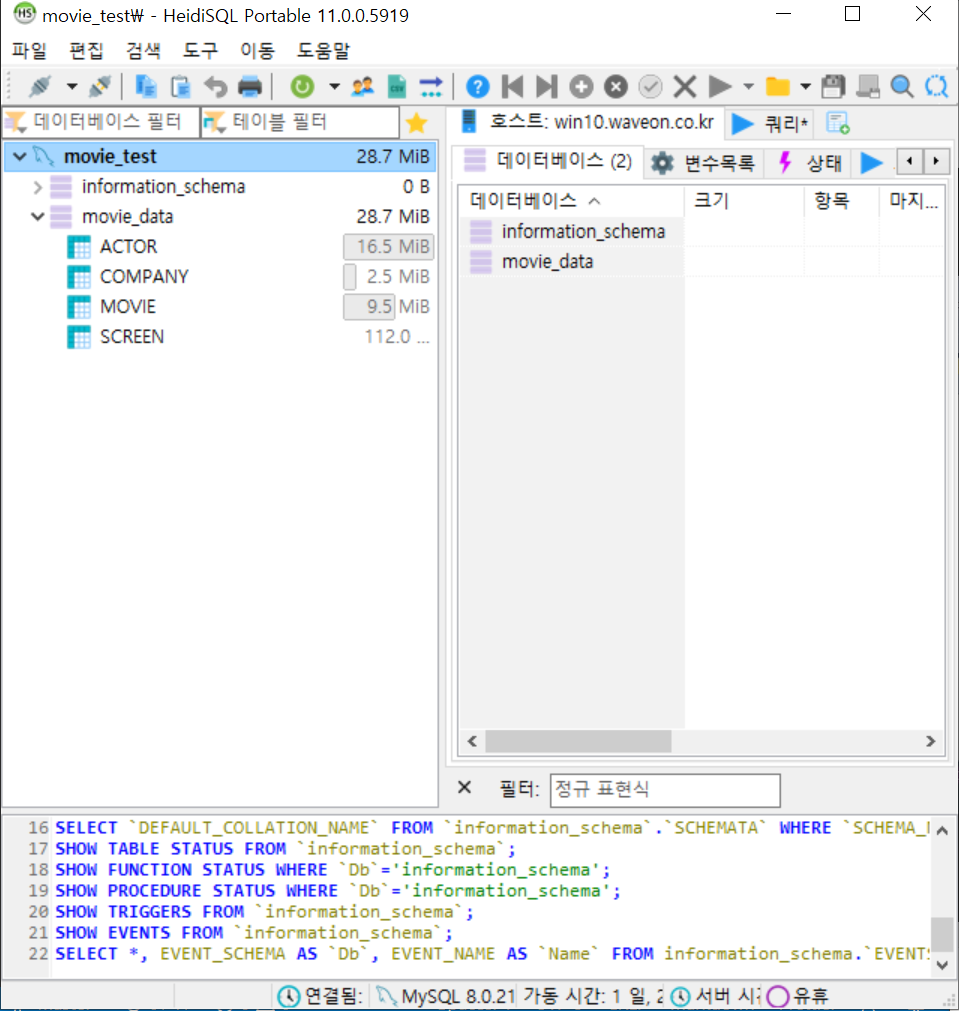 movie_test₩ - HeidiSQL Portable 11.0.0.5919
파일 편집 검색 도구 이동 도움말
데이터베이스 필터 테이블 필터
movie_test 28.7 MiB
information_schema 0 B
movie_data 28.7 MiB
ACTOR 16.5 MiB
COMPANY 2.5 MiB
MOVIE 9.5 MiB
SCREEN 112.0 ...
호스트: win10.waveon.co.kr 쿼리*
데이터베이스 (2) 변수목록 상태
데이터베이스 크기 항목 마지...
information_schema
movie_data
필터: 정규 표현식
16 SELECT `DEFAULT_COLLATION_NAME` FROM `information_schema`.`SCHEMATA` WHERE
17 SHOW TABLE STATUS FROM `information_schema`;
18 SHOW FUNCTION STATUS WHERE `Db`='information_schema';
19 SHOW PROCEDURE STATUS WHERE `Db`='information_schema';
20 SHOW TRIGGERS FROM `information_schema`;
21 SHOW EVENTS FROM `information_schema`;
22 SELECT *, EVENT_SCHEMA AS `Db`, EVENT_NAME AS `Name` FROM information_schema.`EVENTS
연결됨: MySQL 8.0.21 가동 시간: 1 일, 서버 유휴